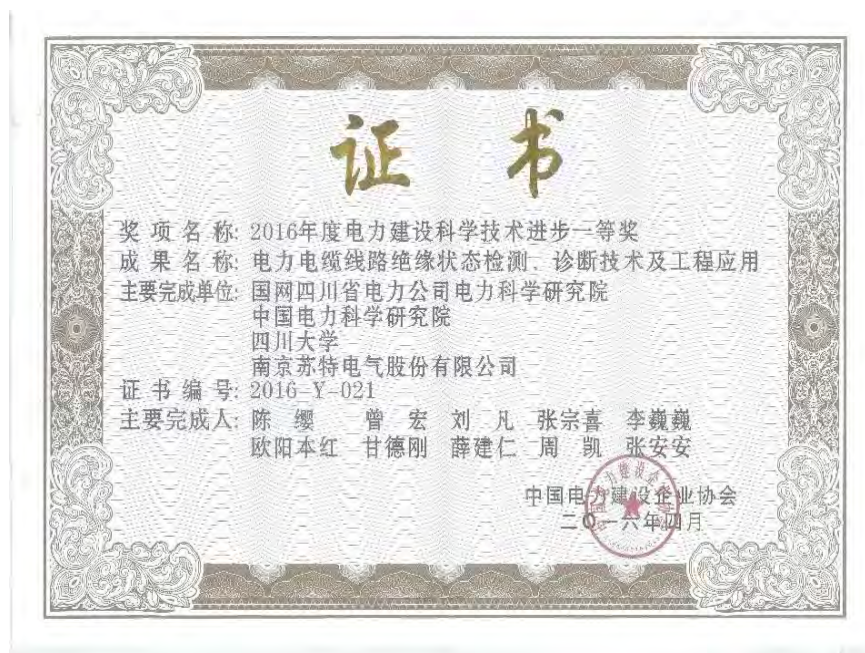 证书
奖项名称: 2016年度电力建设科学技术进步一等奖
成果名称: 电力电缆线路绝缘状态检测、诊断技术及工程应用
主要完成单位: 国网四川省电力公司电力科学研究院
中国电力科学研究院
四川大学
南京苏特电气股份有限公司
证书编号: 2016-Y-021
主要完成人: 陈缨 曾宏 刘凡 张宗喜 李巍巍
欧阳本红 甘德刚 薛建仁 周凯 张安安
中国电力建设企业协会
二〇一六年四月